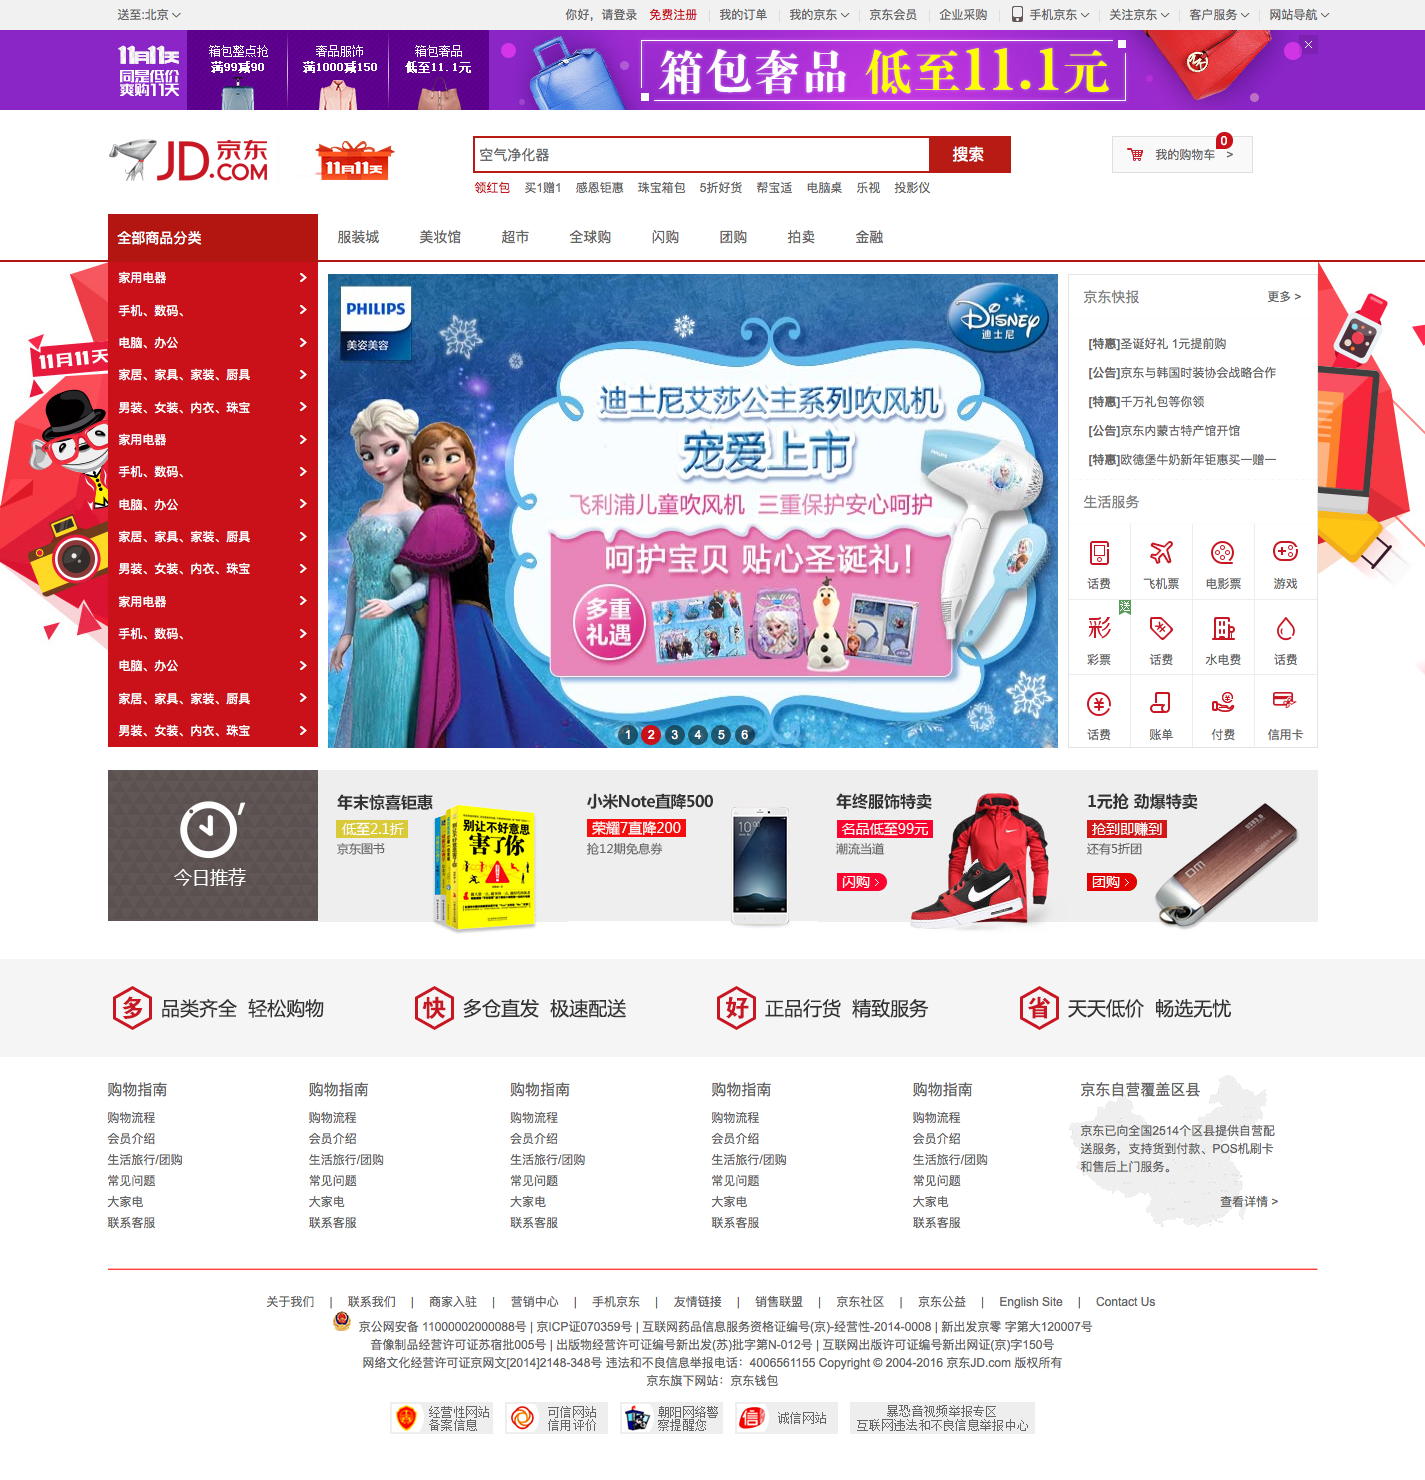 送至:北京
你好，请登录 免费注册 我的订单 我的京东 京东会员 企业采购 手机京东 关注京东 客户服务 网站导航
11月11天
同是低价
爽购11天
箱包整点抢
满99减90
奢品服饰
满1000减150
箱包奢品
低至11.1元
箱包奢品 低至11.1元
JD.COM 京东
11月11天
空气净化器
搜索
0
我的购物车 >
领红包 买1赠1 感恩钜惠 珠宝箱包 5折好货 帮宝适 电脑桌 乐视 投影仪
全部商品分类
服装城 美妆馆 超市 全球购 闪购 团购 拍卖 金融
家用电器
手机、数码、
电脑、办公
家居、家具、家装、厨具
男装、女装、内衣、珠宝
家用电器
手机、数码、
电脑、办公
家居、家具、家装、厨具
男装、女装、内衣、珠宝
家用电器
手机、数码、
电脑、办公
家居、家具、家装、厨具
男装、女装、内衣、珠宝
11月11天
PHILIPS
美姿美容
Disney
迪士尼
迪士尼艾莎公主系列吹风机
宠爱上市
飞利浦儿童吹风机 三重保护安心呵护
呵护宝贝 贴心圣诞礼！
多重
礼遇
1 2 3 4 5 6
京东快报 更多 >
[特惠]圣诞好礼 1元提前购
[公告]京东与韩国时装协会战略合作
[特惠]千万礼包等你领
[公告]京东内蒙古特产馆开馆
[特惠]欧德堡牛奶新年钜惠买一赠一
生活服务
话费 飞机票 电影票 游戏
送
彩
彩票 话费 水电费 话费
话费 账单 付费 信用卡
今日推荐
年末惊喜钜惠
低至2.1折
京东图书
别让不好意思
害了你
小米Note直降500
荣耀7直降200
抢12期免息券
年终服饰特卖
名品低至99元
潮流当道
闪购 >
1元抢 劲爆特卖
抢到即赚到
还有5折团
团购 >
DM
多 品类齐全 轻松购物
快 多仓直发 极速配送
好 正品行货 精致服务
省 天天低价 畅选无忧
购物指南
购物流程
会员介绍
生活旅行/团购
常见问题
大家电
联系客服
购物指南
购物流程
会员介绍
生活旅行/团购
常见问题
大家电
联系客服
购物指南
购物流程
会员介绍
生活旅行/团购
常见问题
大家电
联系客服
购物指南
购物流程
会员介绍
生活旅行/团购
常见问题
大家电
联系客服
购物指南
购物流程
会员介绍
生活旅行/团购
常见问题
大家电
联系客服
京东自营覆盖区县
京东已向全国2514个区县提供自营配
送服务，支持货到付款、POS机刷卡
和售后上门服务。
查看详情 >
关于我们 | 联系我们 | 商家入驻 | 营销中心 | 手机京东 | 友情链接 | 销售联盟 | 京东社区 | 京东公益 | English Site | Contact Us
京公网安备 11000002000088号 | 京ICP证070359号 | 互联网药品信息服务资格证编号(京)-经营性-2014-0008 | 新出发京零 字第大120007号
音像制品经营许可证苏宿批005号 | 出版物经营许可证编号新出发(苏)批字第N-012号 | 互联网出版许可证编号新出网证(京)字150号
网络文化经营许可证京网文[2014]2148-348号 违法和不良信息举报电话：4006561155 Copyright © 2004-2016 京东JD.com 版权所有
京东旗下网站：京东钱包
经营性网站
备案信息
可信网站
信用评价
朝阳网络警
察提醒您
诚信网站
暴恐音视频举报专区
互联网违法和不良信息举报中心